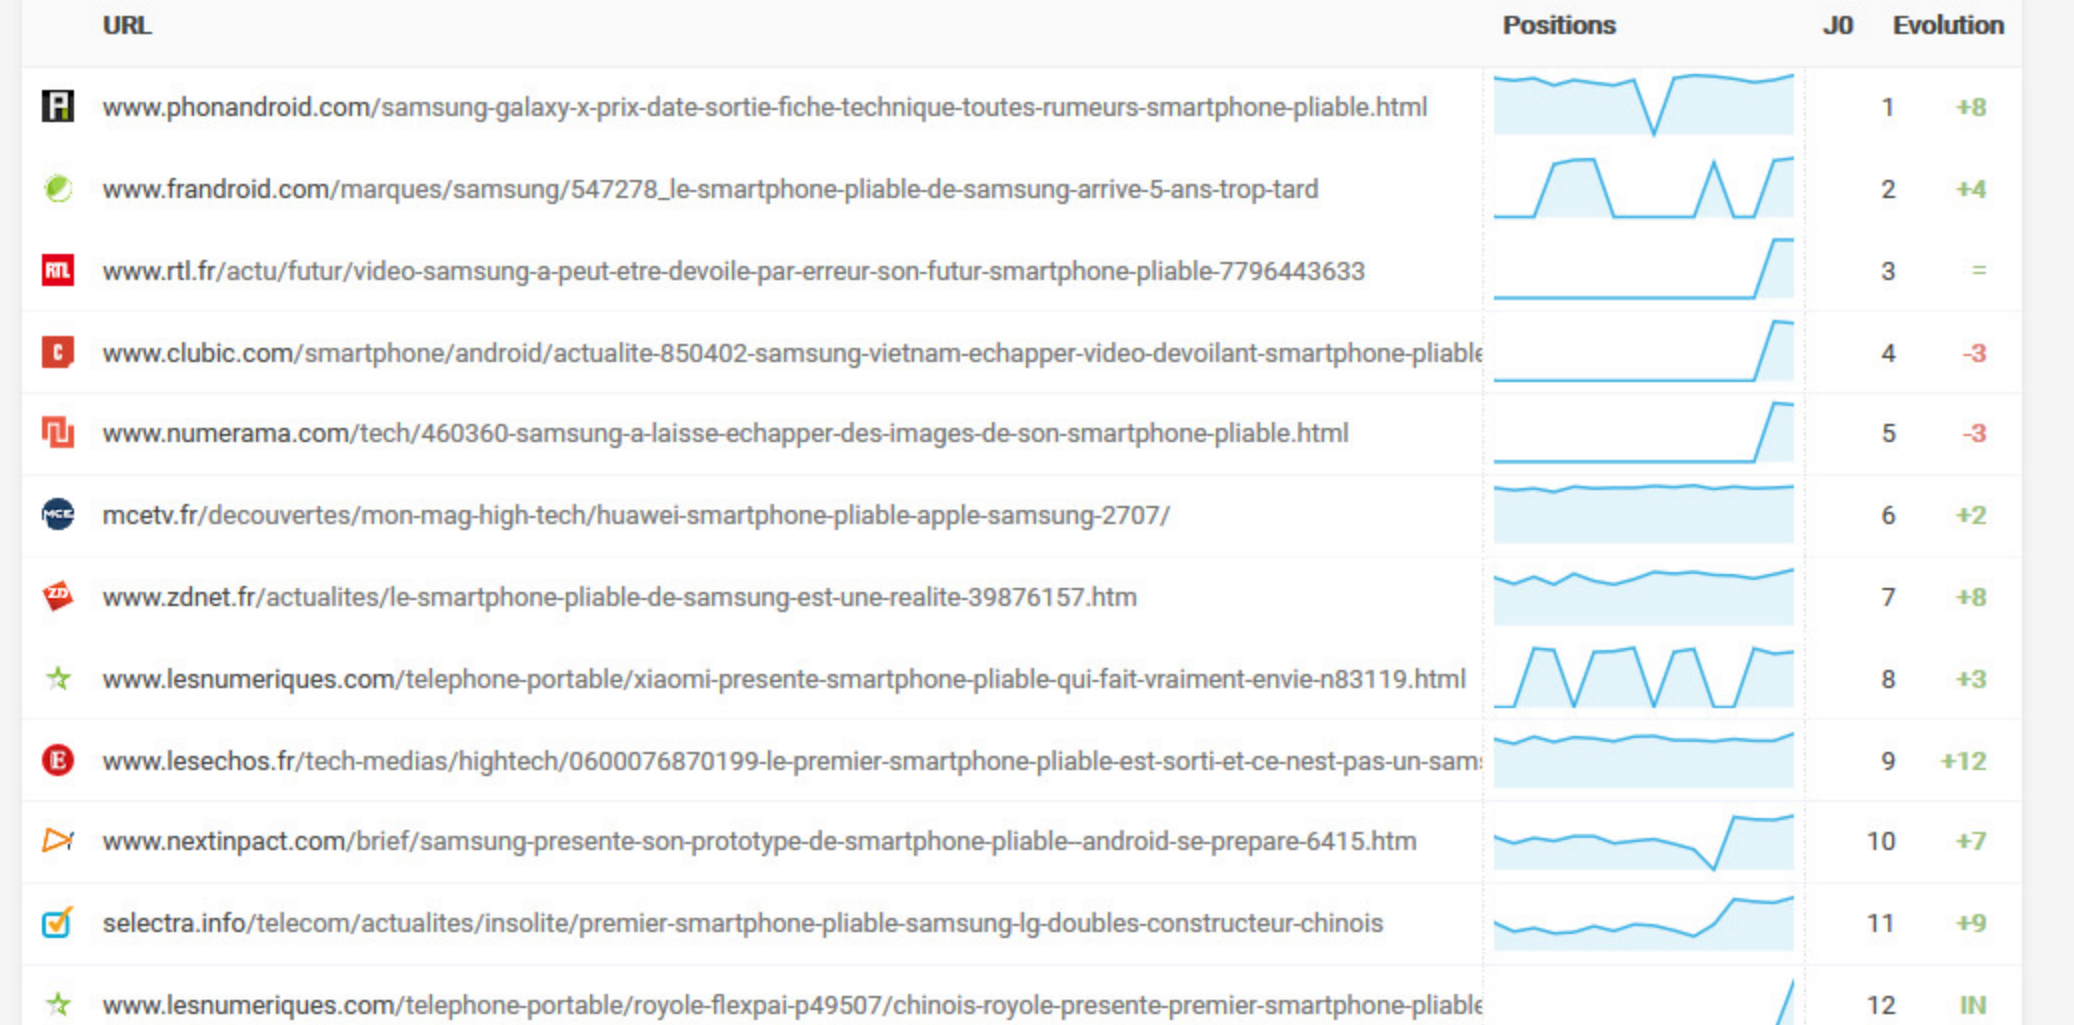 URL Positions J0 Evolution
www.phonandroid.com/samsung-galaxy-x-prix-date-sortie-fiche-technique-toutes-rumeurs-smartphone-pliable.html 1 +8
www.frandroid.com/marques/samsung/547278_le-smartphone-pliable-de-samsung-arrive-5-ans-trop-tard 2 +4
RTL www.rtl.fr/actu/futur/video-samsung-a-peut-etre-devoile-par-erreur-son-futur-smartphone-pliable-7796443633 3 =
C www.clubic.com/smartphone/android/actualite-850402-samsung-vietnam-echapper-video-devoilant-smartphone-pliable 4 -3
www.numerama.com/tech/460360-samsung-a-laisse-echapper-des-images-de-son-smartphone-pliable.html 5 -3
MCE mcetv.fr/decouvertes/mon-mag-high-tech/huawei-smartphone-pliable-apple-samsung-2707/ 6 +2
ZD www.zdnet.fr/actualites/le-smartphone-pliable-de-samsung-est-une-realite-39876157.htm 7 +8
www.lesnumeriques.com/telephone-portable/xiaomi-presente-smartphone-pliable-qui-fait-vraiment-envie-n83119.html 8 +3
E www.lesechos.fr/tech-medias/hightech/0600076870199-le-premier-smartphone-pliable-est-sorti-et-ce-nest-pas-un-sams 9 +12
www.nextinpact.com/brief/samsung-presente-son-prototype-de-smartphone-pliable--android-se-prepare-6415.htm 10 +7
selectra.info/telecom/actualites/insolite/premier-smartphone-pliable-samsung-lg-doubles-constructeur-chinois 11 +9
www.lesnumeriques.com/telephone-portable/royole-flexpai-p49507/chinois-royole-presente-premier-smartphone-pliable 12 IN